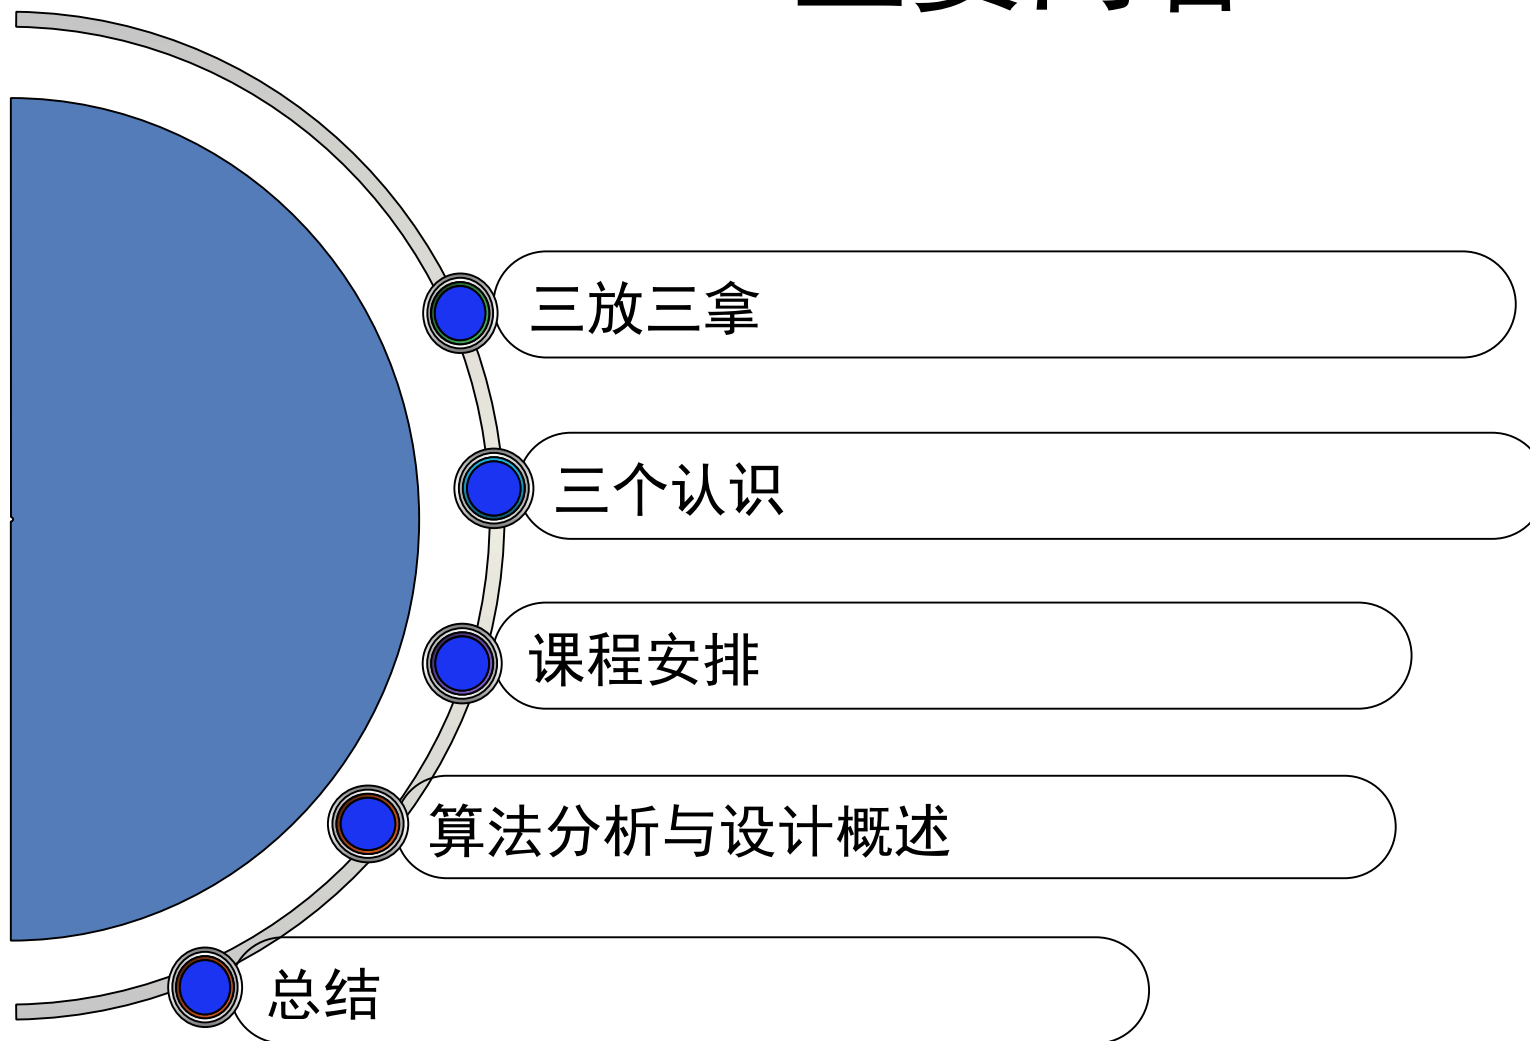 三放三拿
三个认识
课程安排
算法分析与设计概述
总结